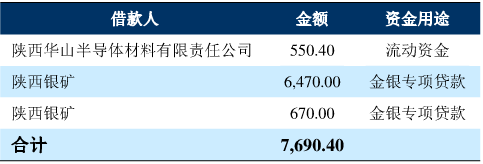 借款人 金额 资金用途
陕西华山半导体材料有限责任公司 550.40 流动资金
陕西银矿 6,470.00 金银专项贷款
陕西银矿 670.00 金银专项贷款
合计 7,690.40